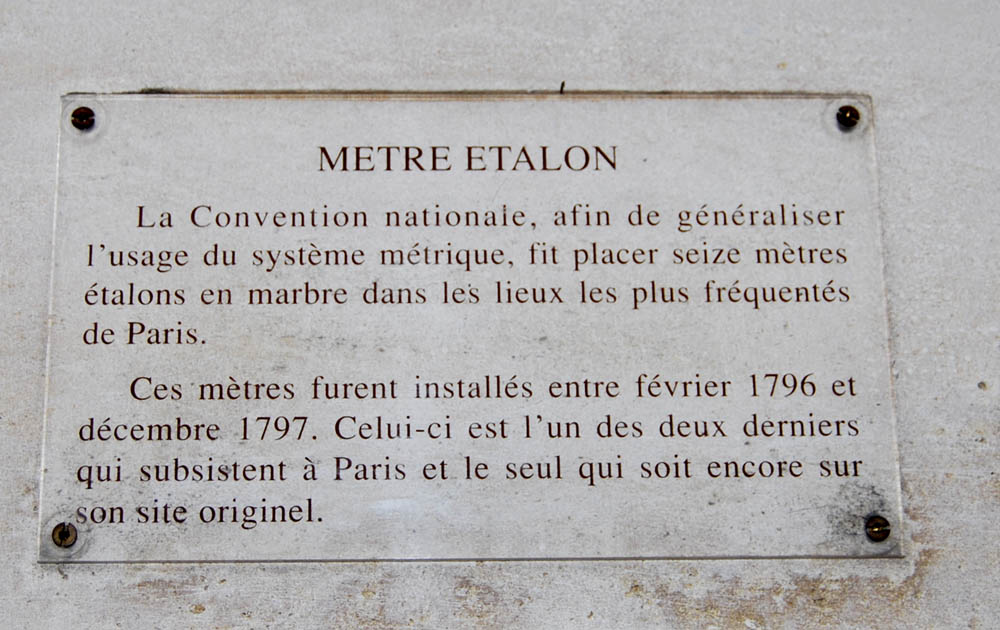 METRE ETALON
La Convention nationale, afin de généraliser
l'usage du système métrique, fit placer seize mètres
étalons en marbre dans les lieux les plus fréquentés
de Paris.
Ces mètres furent installés entre février 1796 et
décembre 1797. Celui-ci est l'un des deux derniers
qui subsistent à Paris et le seul qui soit encore sur
son site originel.